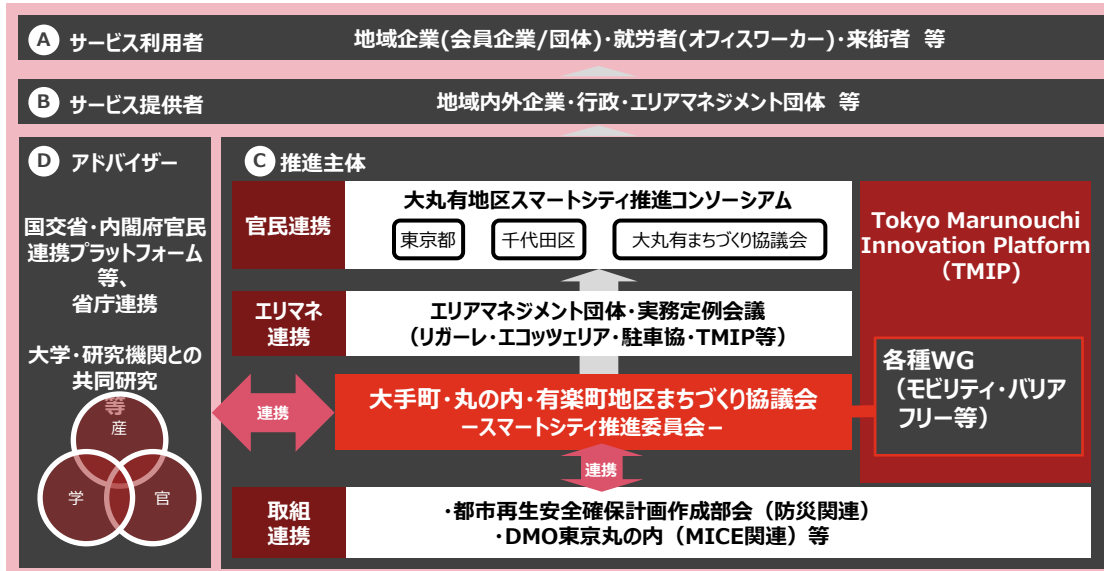 A サービス利用者
地域企業(会員企業/団体)・就労者(オフィスワーカー)・来街者 等
B サービス提供者
地域内外企業・行政・エリアマネジメント団体 等
D アドバイザー
国交省・内閣府官民
連携プラットフォーム
等、
省庁連携
大学・研究機関との
共同研究
等
産
学
官
C 推進主体
官民連携
大丸有地区スマートシティ推進コンソーシアム
東京都
千代田区
大丸有まちづくり協議会
エリマネ
連携
エリアマネジメント団体・実務定例会議
（リガーレ・エコッツェリア・駐車協・TMIP等）
連携
大手町・丸の内・有楽町地区まちづくり協議会
－スマートシティ推進委員会－
連携
取組
連携
・都市再生安全確保計画作成部会（防災関連）
・DMO東京丸の内（MICE関連）等
Tokyo Marunouchi
Innovation Platform
（TMIP）
各種WG
（モビリティ・バリア
フリー等）